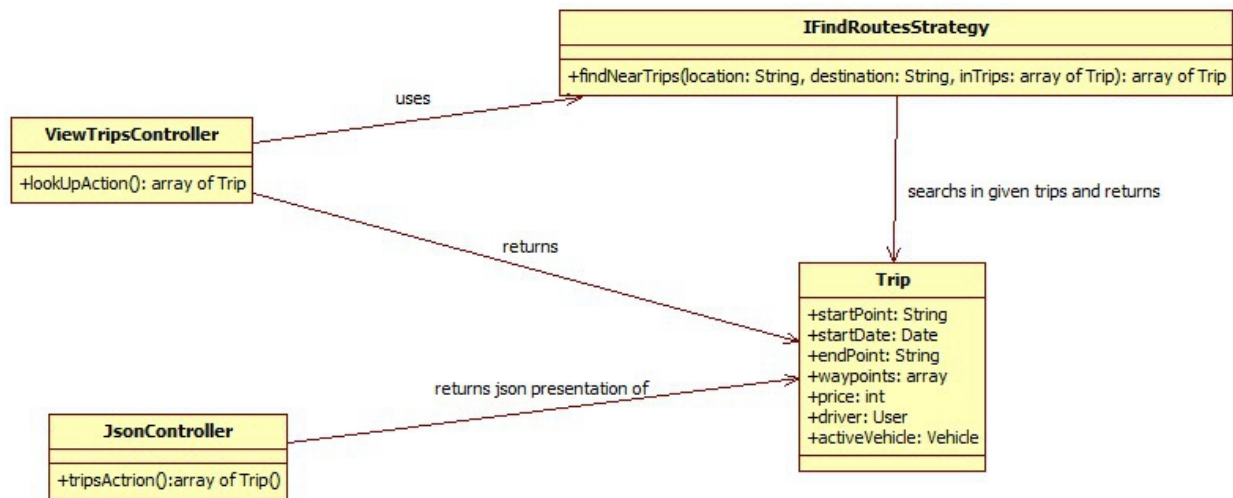 IFindRoutesStrategy
+findNearTrips(location: String, destination: String, inTrips: array of Trip): array of Trip
uses
ViewTripsController
+lookUpAction(): array of Trip
searchs in given trips and returns
returns
Trip
+startPoint: String
+startDate: Date
+endPoint: String
+waypoints: array
+price: int
+driver: User
+activeVehicle: Vehicle
returns json presentation of
JsonController
+tripsActrion():array of Trip()